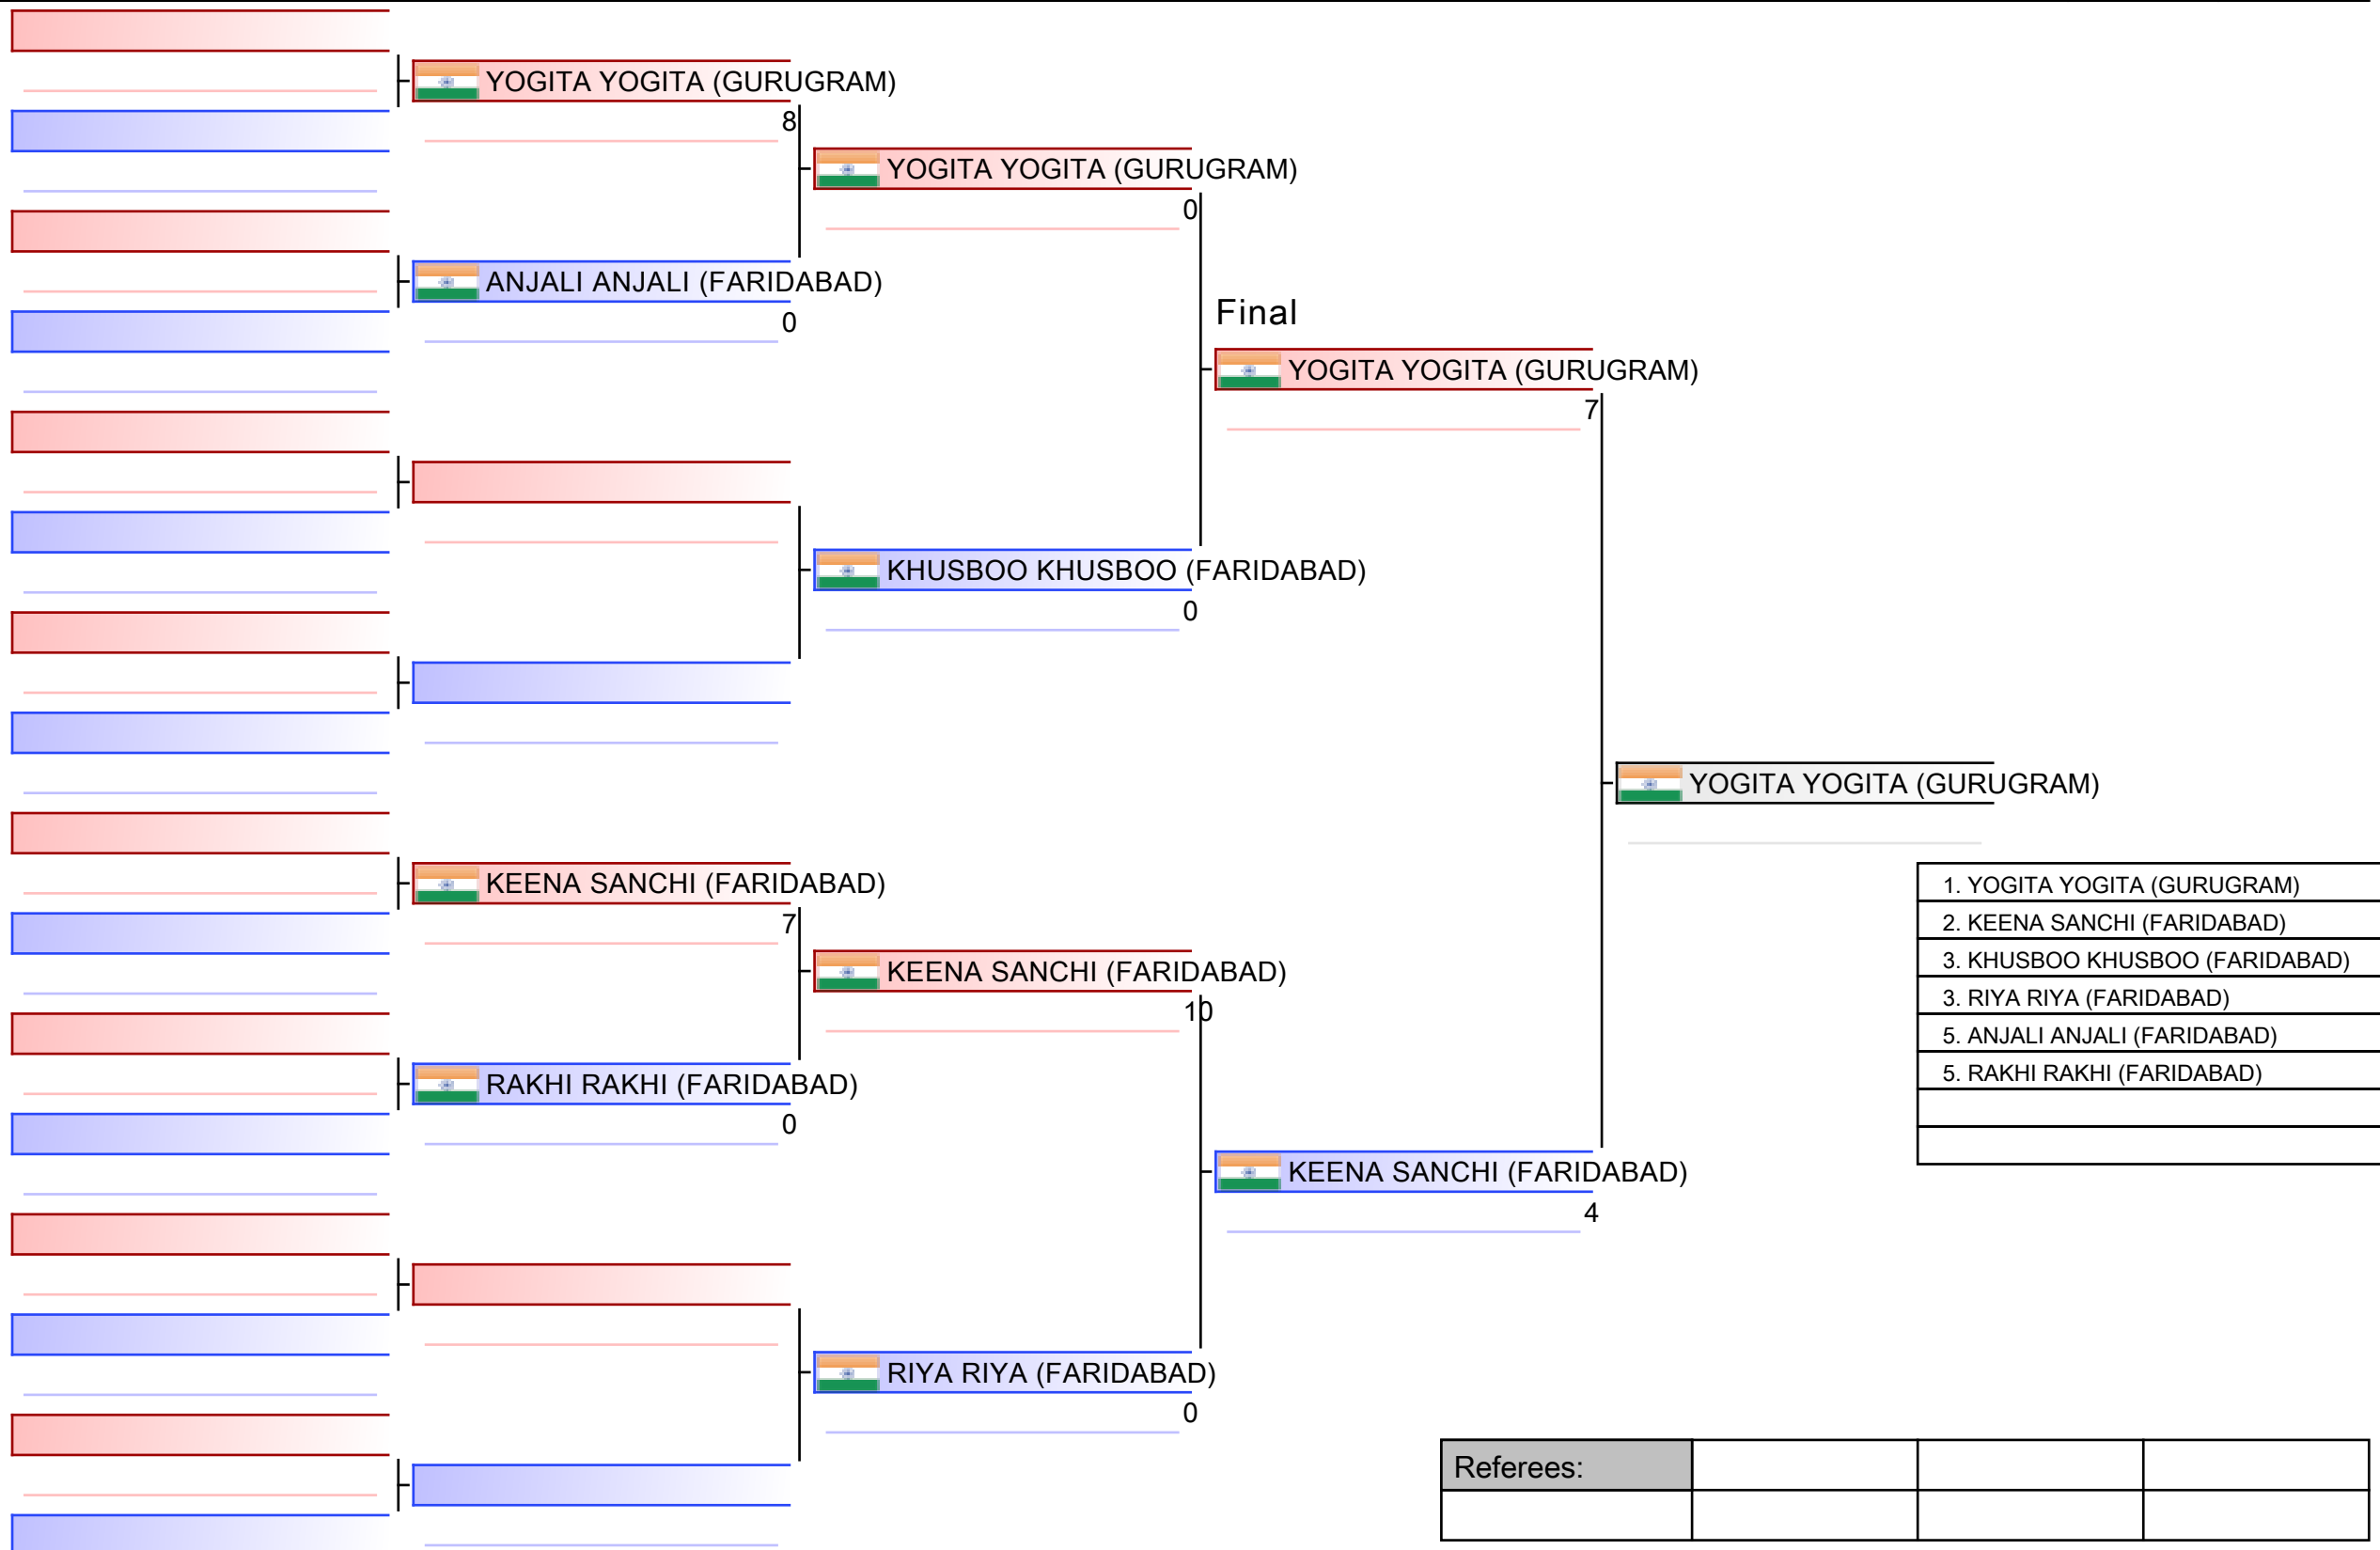 YOGITA YOGITA (GURUGRAM)
8
YOGITA YOGITA (GURUGRAM)
0
ANJALI ANJALI (FARIDABAD)
0
Final
YOGITA YOGITA (GURUGRAM)
7
KHUSBOO KHUSBOO (FARIDABAD)
0
YOGITA YOGITA (GURUGRAM)
KEENA SANCHI (FARIDABAD)
7
KEENA SANCHI (FARIDABAD)
10
RAKHI RAKHI (FARIDABAD)
0
KEENA SANCHI (FARIDABAD)
4
RIYA RIYA (FARIDABAD)
0
1. YOGITA YOGITA (GURUGRAM)
2. KEENA SANCHI (FARIDABAD)
3. KHUSBOO KHUSBOO (FARIDABAD)
3. RIYA RIYA (FARIDABAD)
5. ANJALI ANJALI (FARIDABAD)
5. RAKHI RAKHI (FARIDABAD)
Referees: